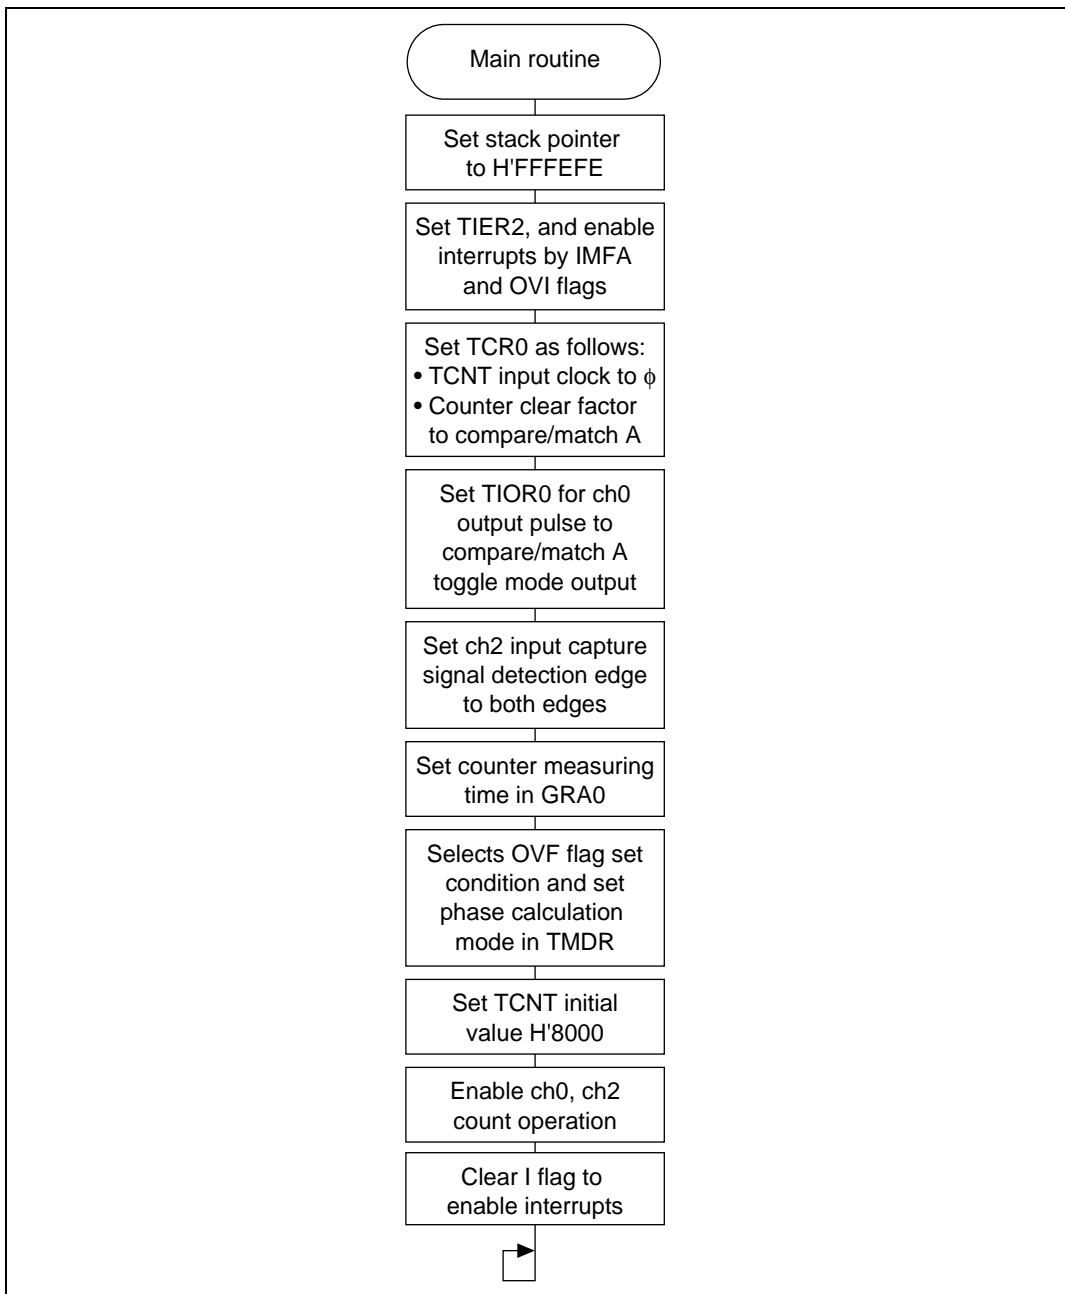 Main routine
Set stack pointer
to H'FFFEFE
Set TIER2, and enable
interrupts by IMFA
and OVI flags
Set TCR0 as follows:
• TCNT input clock to ϕ
• Counter clear factor
to compare/match A
Set TIOR0 for ch0
output pulse to
compare/match A
toggle mode output
Set ch2 input capture
signal detection edge
to both edges
Set counter measuring
time in GRA0
Selects OVF flag set
condition and set
phase calculation
mode in TMDR
Set TCNT initial
value H'8000
Enable ch0, ch2
count operation
Clear I flag to
enable interrupts